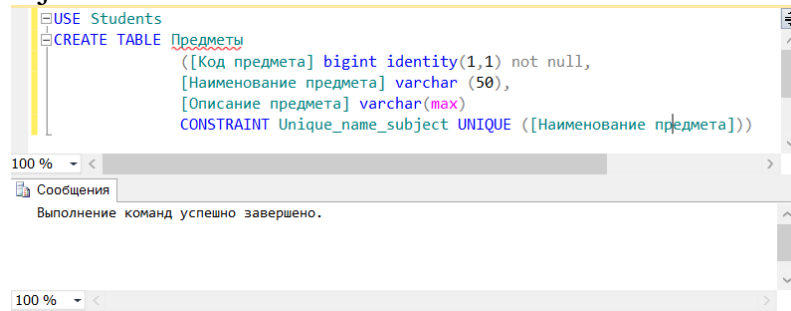 USE Students
CREATE TABLE Предметы
([Код предмета] bigint identity(1,1) not null,
[Наименование предмета] varchar (50),
[Описание предмета] varchar(max)
CONSTRAINT Unique_name_subject UNIQUE ([Наименование предмета]))
100 %
Сообщения
Выполнение команд успешно завершено.
100 %